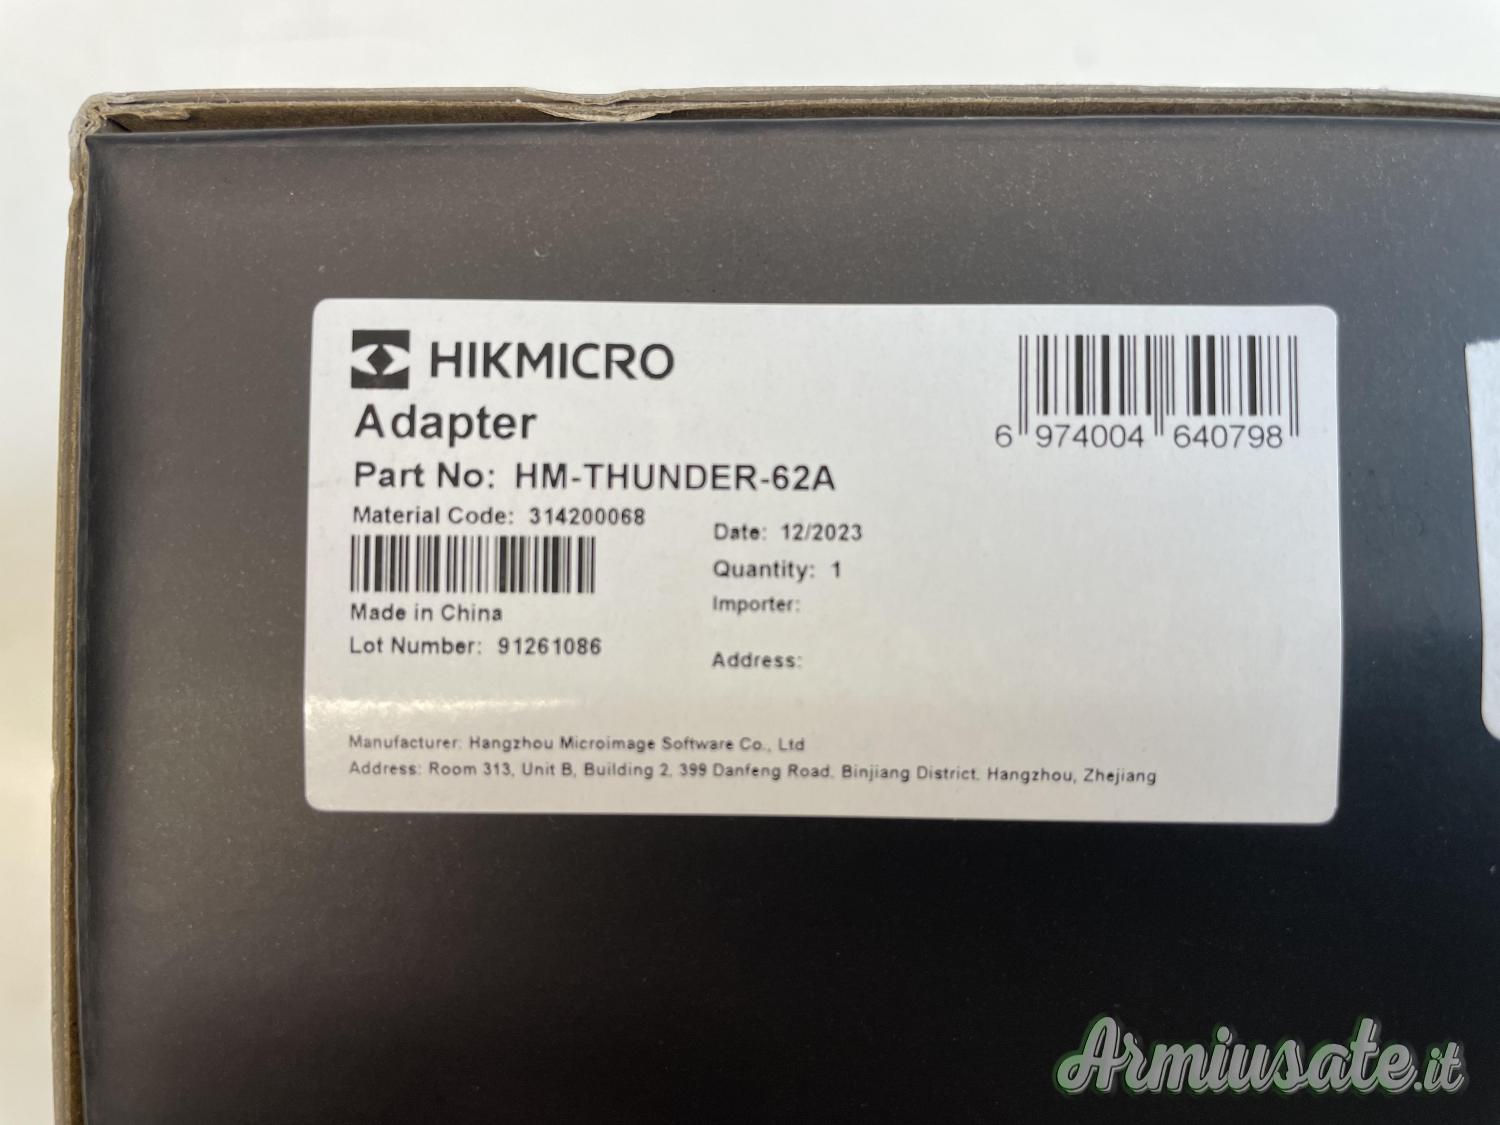 HIKMICRO
Adapter
Part No: HM-THUNDER-62A
Material Code: 314200068
Made in China
Lot Number: 91261086
6 974004 640798
Date: 12/2023
Quantity: 1
Importer:
Address:
Manufacturer: Hangzhou Microimage Software Co., Ltd
Address: Room 313, Unit B, Building 2, 399 Danfeng Road, Binjiang District, Hangzhou, Zhejiang
Armiusate.it